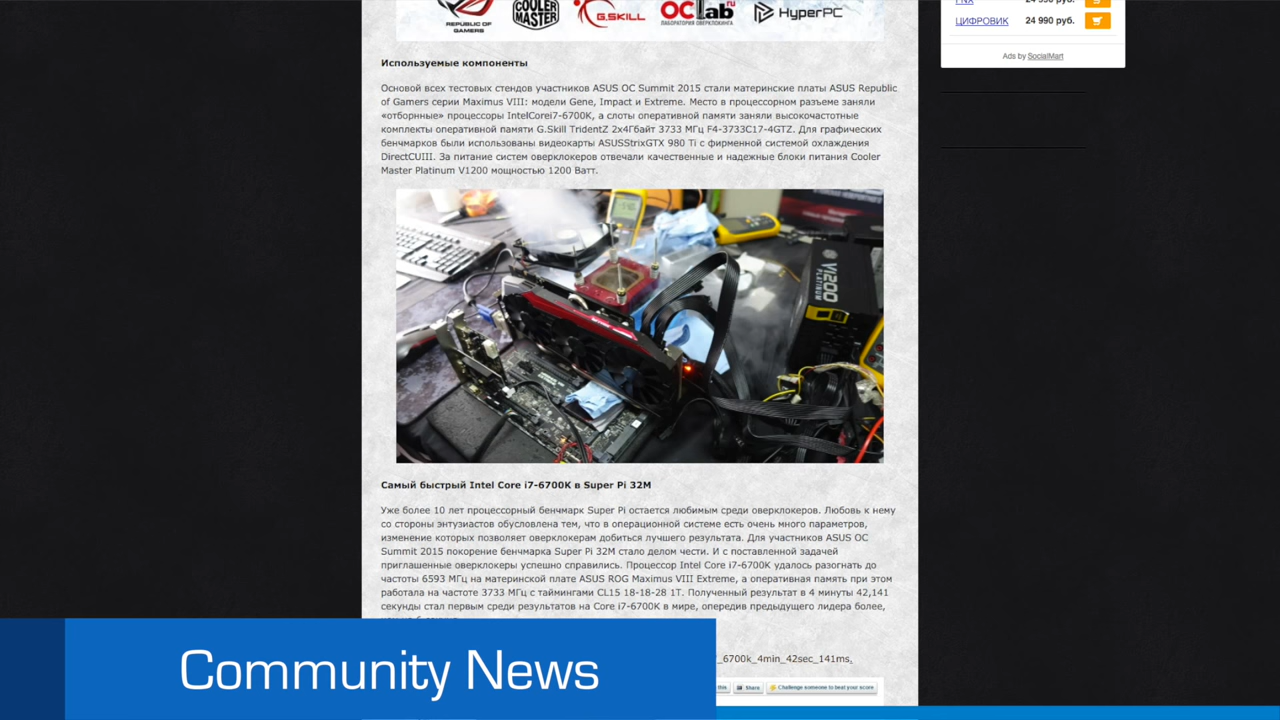 REPUBLIC OF
GAMERS
COOLER
MASTER
G.SKILL
OCLab.ru
ЛАБОРАТОРИЯ ОВЕРКЛОКИНГА
HYPERPC
ЦИФРОВИК 24 990 руб.
Ads by SocialMart
Используемые компоненты
Основой всех тестовых стендов участников ASUS OC Summit 2015 стали материнские платы ASUS Republic
of Gamers серии Maximus VIII: модели Gene, Impact и Extreme. Место в процессорном разъеме заняли
«отборнные» процессоры IntelCorei7-6700K, а слоты оперативной памяти заняли высокочастотные
комплекты оперативной памяти G.Skill TridentZ 2x4Гбайт 3733 МГц F4-3733C17-4GTZ. Для графических
бенчмарков были использованы видеокарты ASUSStrixGTX 980 Ti с фирменной системой охлаждения
DirectCUIII. За питание систем оверклокеров отвечали качественные и надежные блоки питания Cooler
Master Platinum V1200 мощностью 1200 Ватт.
V1200
PLATINUM
Самый быстрый Intel Core i7-6700K в Super Pi 32M
Уже более 10 лет процессорный бенчмарк Super Pi остается любимым среди оверклокеров. Любовь к нему
со стороны энтузиастов обусловлена тем, что в операционной системе есть очень много параметров,
изменение которых позволяет оверклокерам добиться лучшего результата. Для участников ASUS OC
Summit 2015 покорение бенчмарка Super Pi 32M стало делом чести. И с поставленной задачей
приглашенные оверклокеры успешно справились. Процессор Intel Core i7-6700K удалось разогнать до
частоты 6593 МГц на материнской плате ASUS ROG Maximus VIII Extreme, а оперативная память при этом
работала на частоте 3733 МГц с таймингами CL15 18-18-28 1T. Полученный результат в 4 минуты 42,141
секунды стал первым среди результатов на Core i7-6700K в мире, опередив предыдущего лидера более,
_6700k_4min_42sec_141ms.
this Share Challenge someone to beat your score
Community News